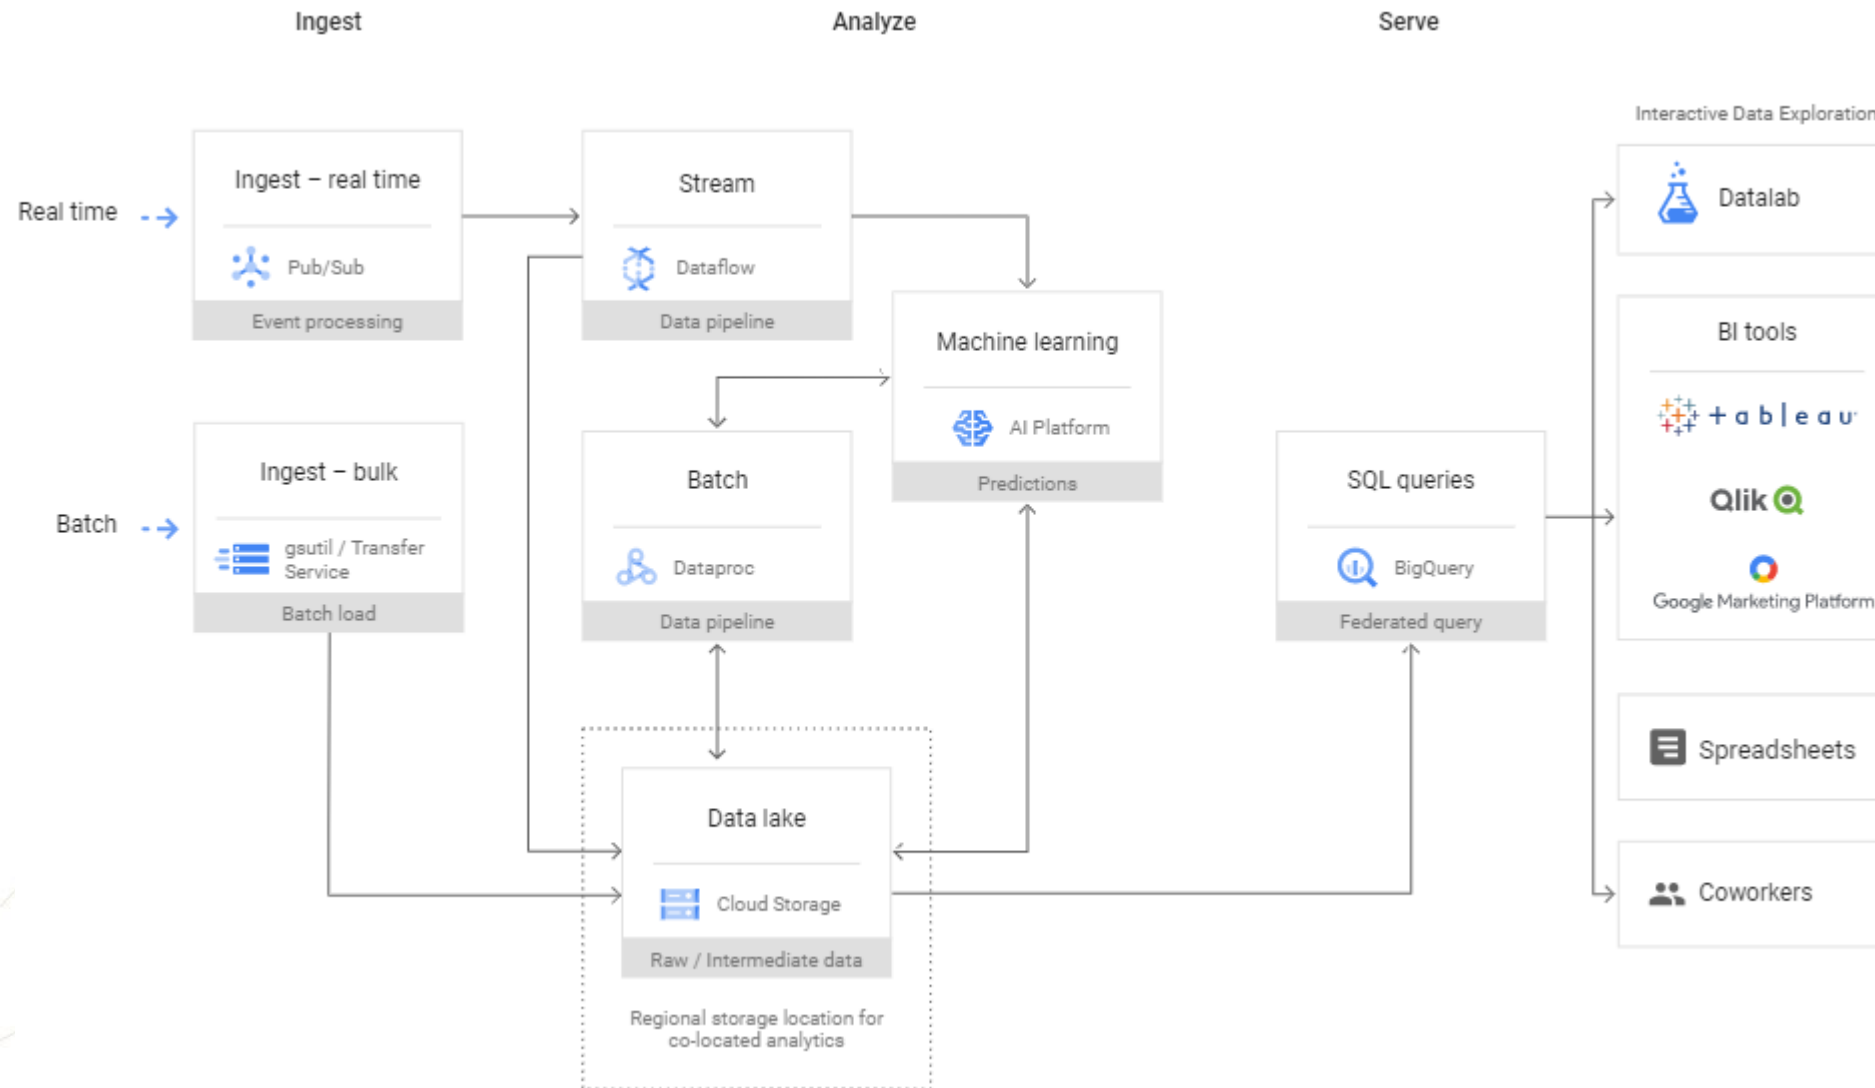 Ingest
Analyze
Serve
Interactive Data Exploration
Real time
Ingest – real time
Pub/Sub
Event processing
Stream
Dataflow
Data pipeline
Datalab
Machine learning
AI Platform
Predictions
BI tools
+ableau
Qlik
Google Marketing Platform
Batch
Ingest – bulk
gsutil / Transfer
Service
Batch load
Batch
Dataproc
Data pipeline
SQL queries
BigQuery
Federated query
Spreadsheets
Data lake
Cloud Storage
Raw / Intermediate data
Regional storage location for
co-located analytics
Coworkers